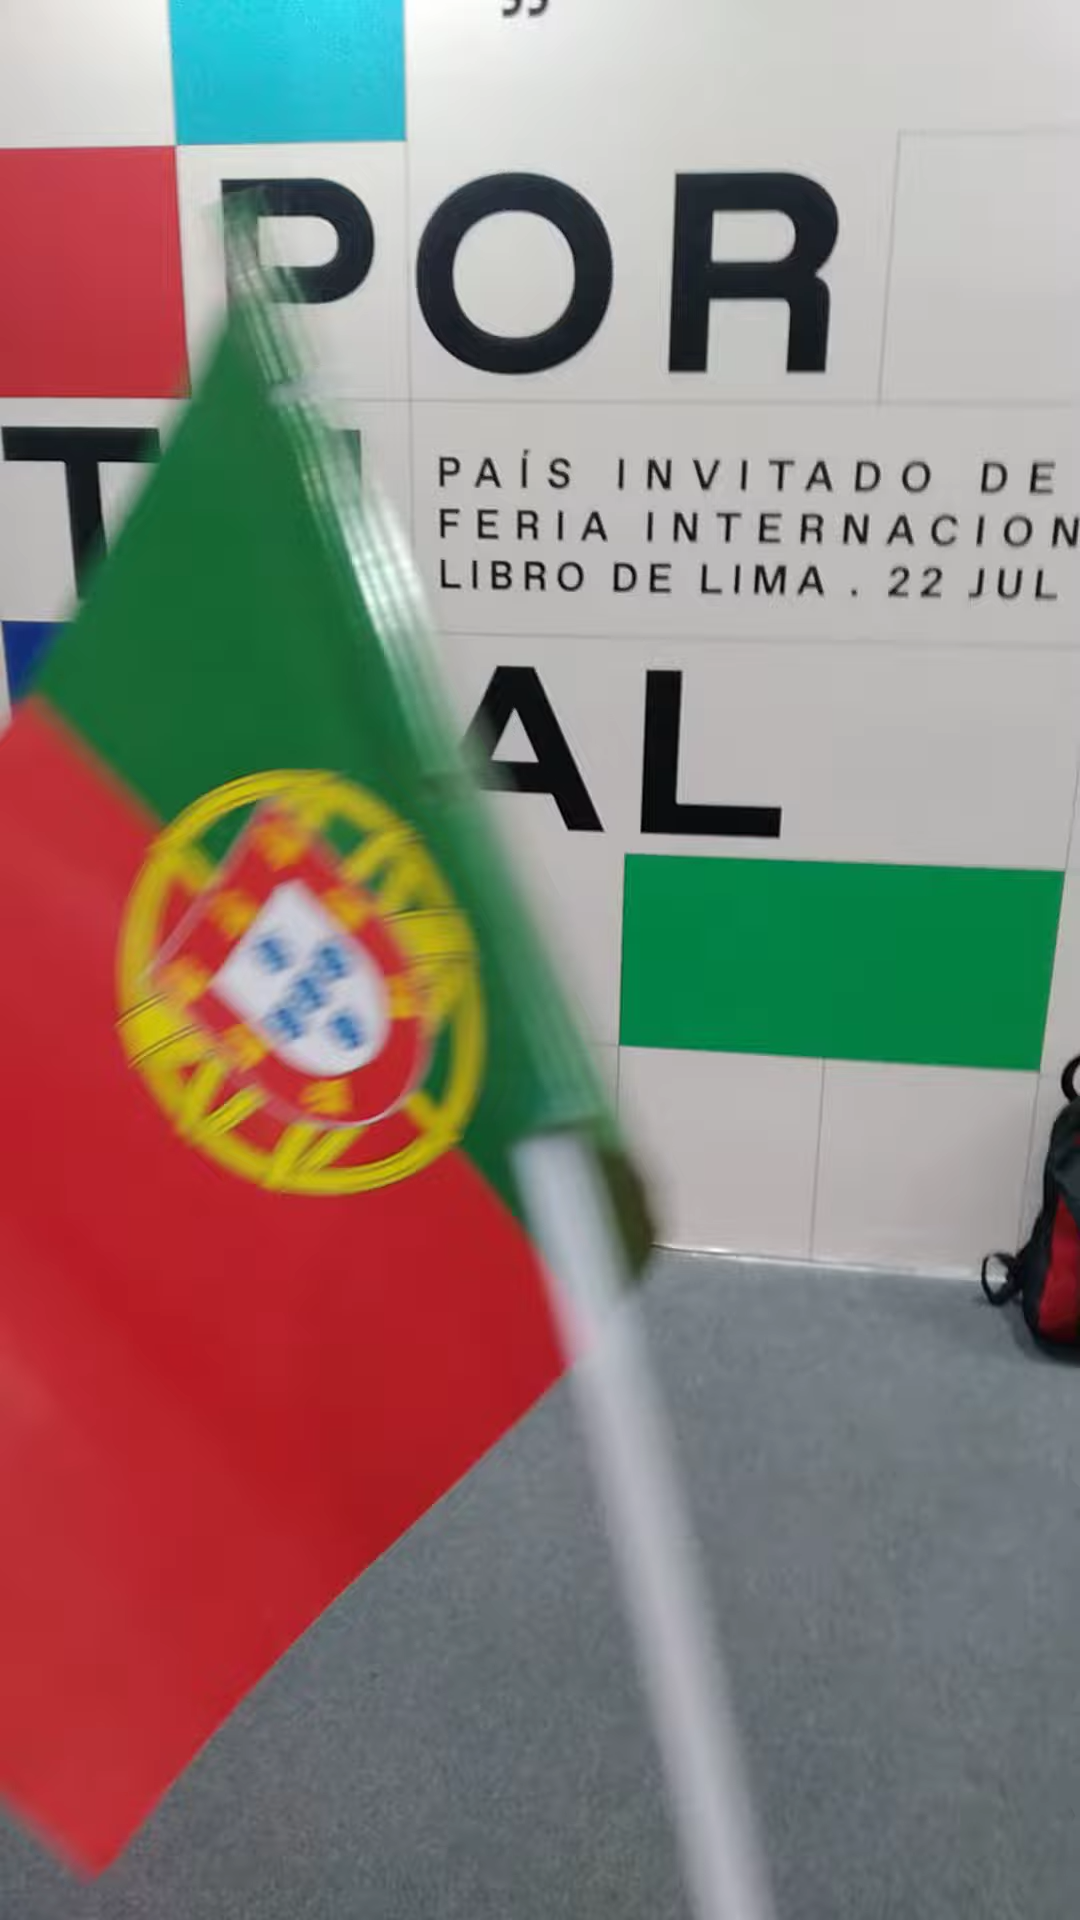 POR
PAÍS INVITADO DE
FERIA INTERNACION
LIBRO DE LIMA . 22 JUL
T
AL